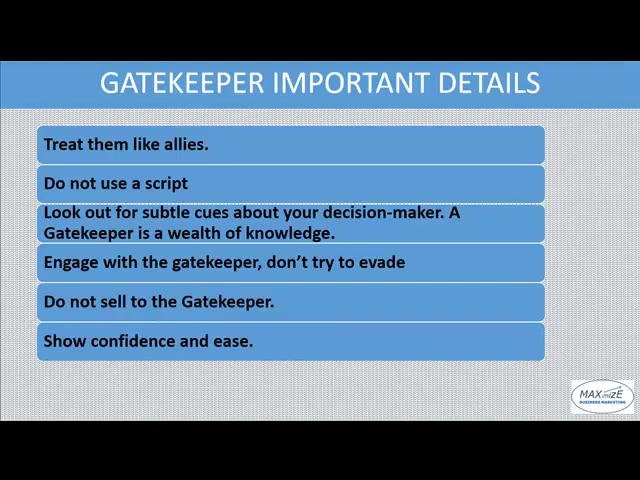 GATEKEEPER IMPORTANT DETAILS
Treat them like allies.
Do not use a script
Look out for subtle cues about your decision-maker. A
Gatekeeper is a wealth of knowledge.
Engage with the gatekeeper, don’t try to evade
Do not sell to the Gatekeeper.
Show confidence and ease.
MAXimizE
BUSINESS MARKETING